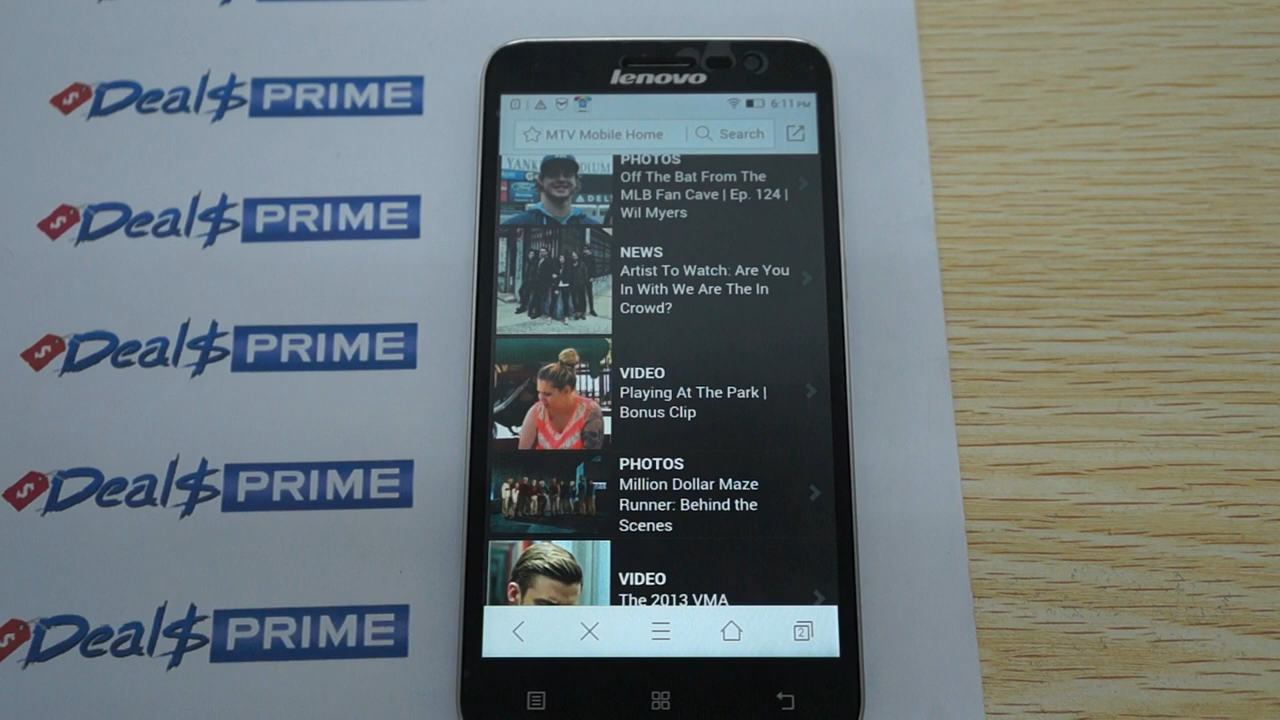 Deal$ PRIME
Deal$ PRIME
Deal$ PRIME
Deal$ PRIME
Deal$ PRIME
lenovo
6:11 PM
MTV Mobile Home
Search
PHOTOS
Off The Bat From The
MLB Fan Cave | Ep. 124 |
Wil Myers
NEWS
Artist To Watch: Are You
In With We Are The In
Crowd?
VIDEO
Playing At The Park |
Bonus Clip
PHOTOS
Million Dollar Maze
Runner: Behind the
Scenes
VIDEO
The 2013 VMA
2